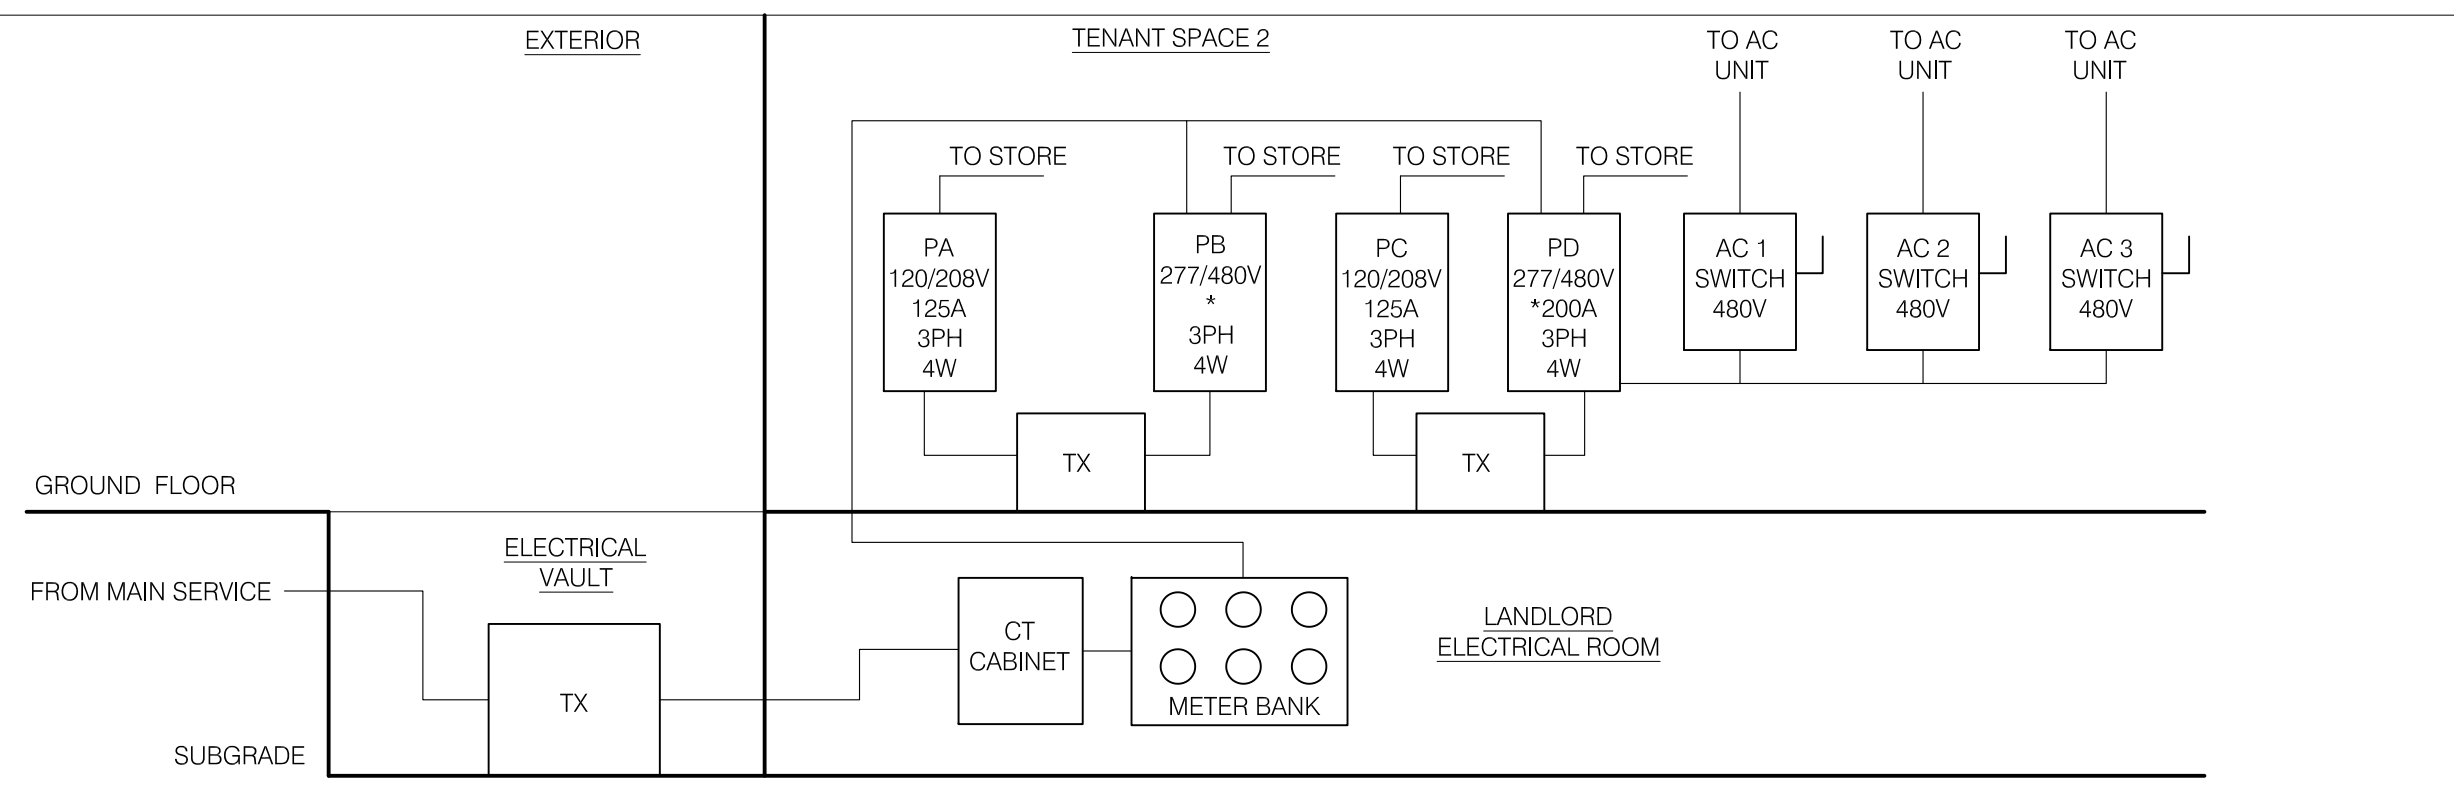 EXTERIOR
TENANT SPACE 2
TO AC
UNIT
TO AC
UNIT
TO AC
UNIT
TO STORE
TO STORE
TO STORE
TO STORE
PA
120/208V
125A
3PH
4W
PB
277/480V
*
3PH
4W
PC
120/208V
125A
3PH
4W
PD
277/480V
*200A
3PH
4W
AC 1
SWITCH
480V
AC 2
SWITCH
480V
AC 3
SWITCH
480V
TX
TX
GROUND FLOOR
ELECTRICAL
VAULT
FROM MAIN SERVICE
TX
SUBGRADE
CT
CABINET
METER BANK
LANDLORD
ELECTRICAL ROOM